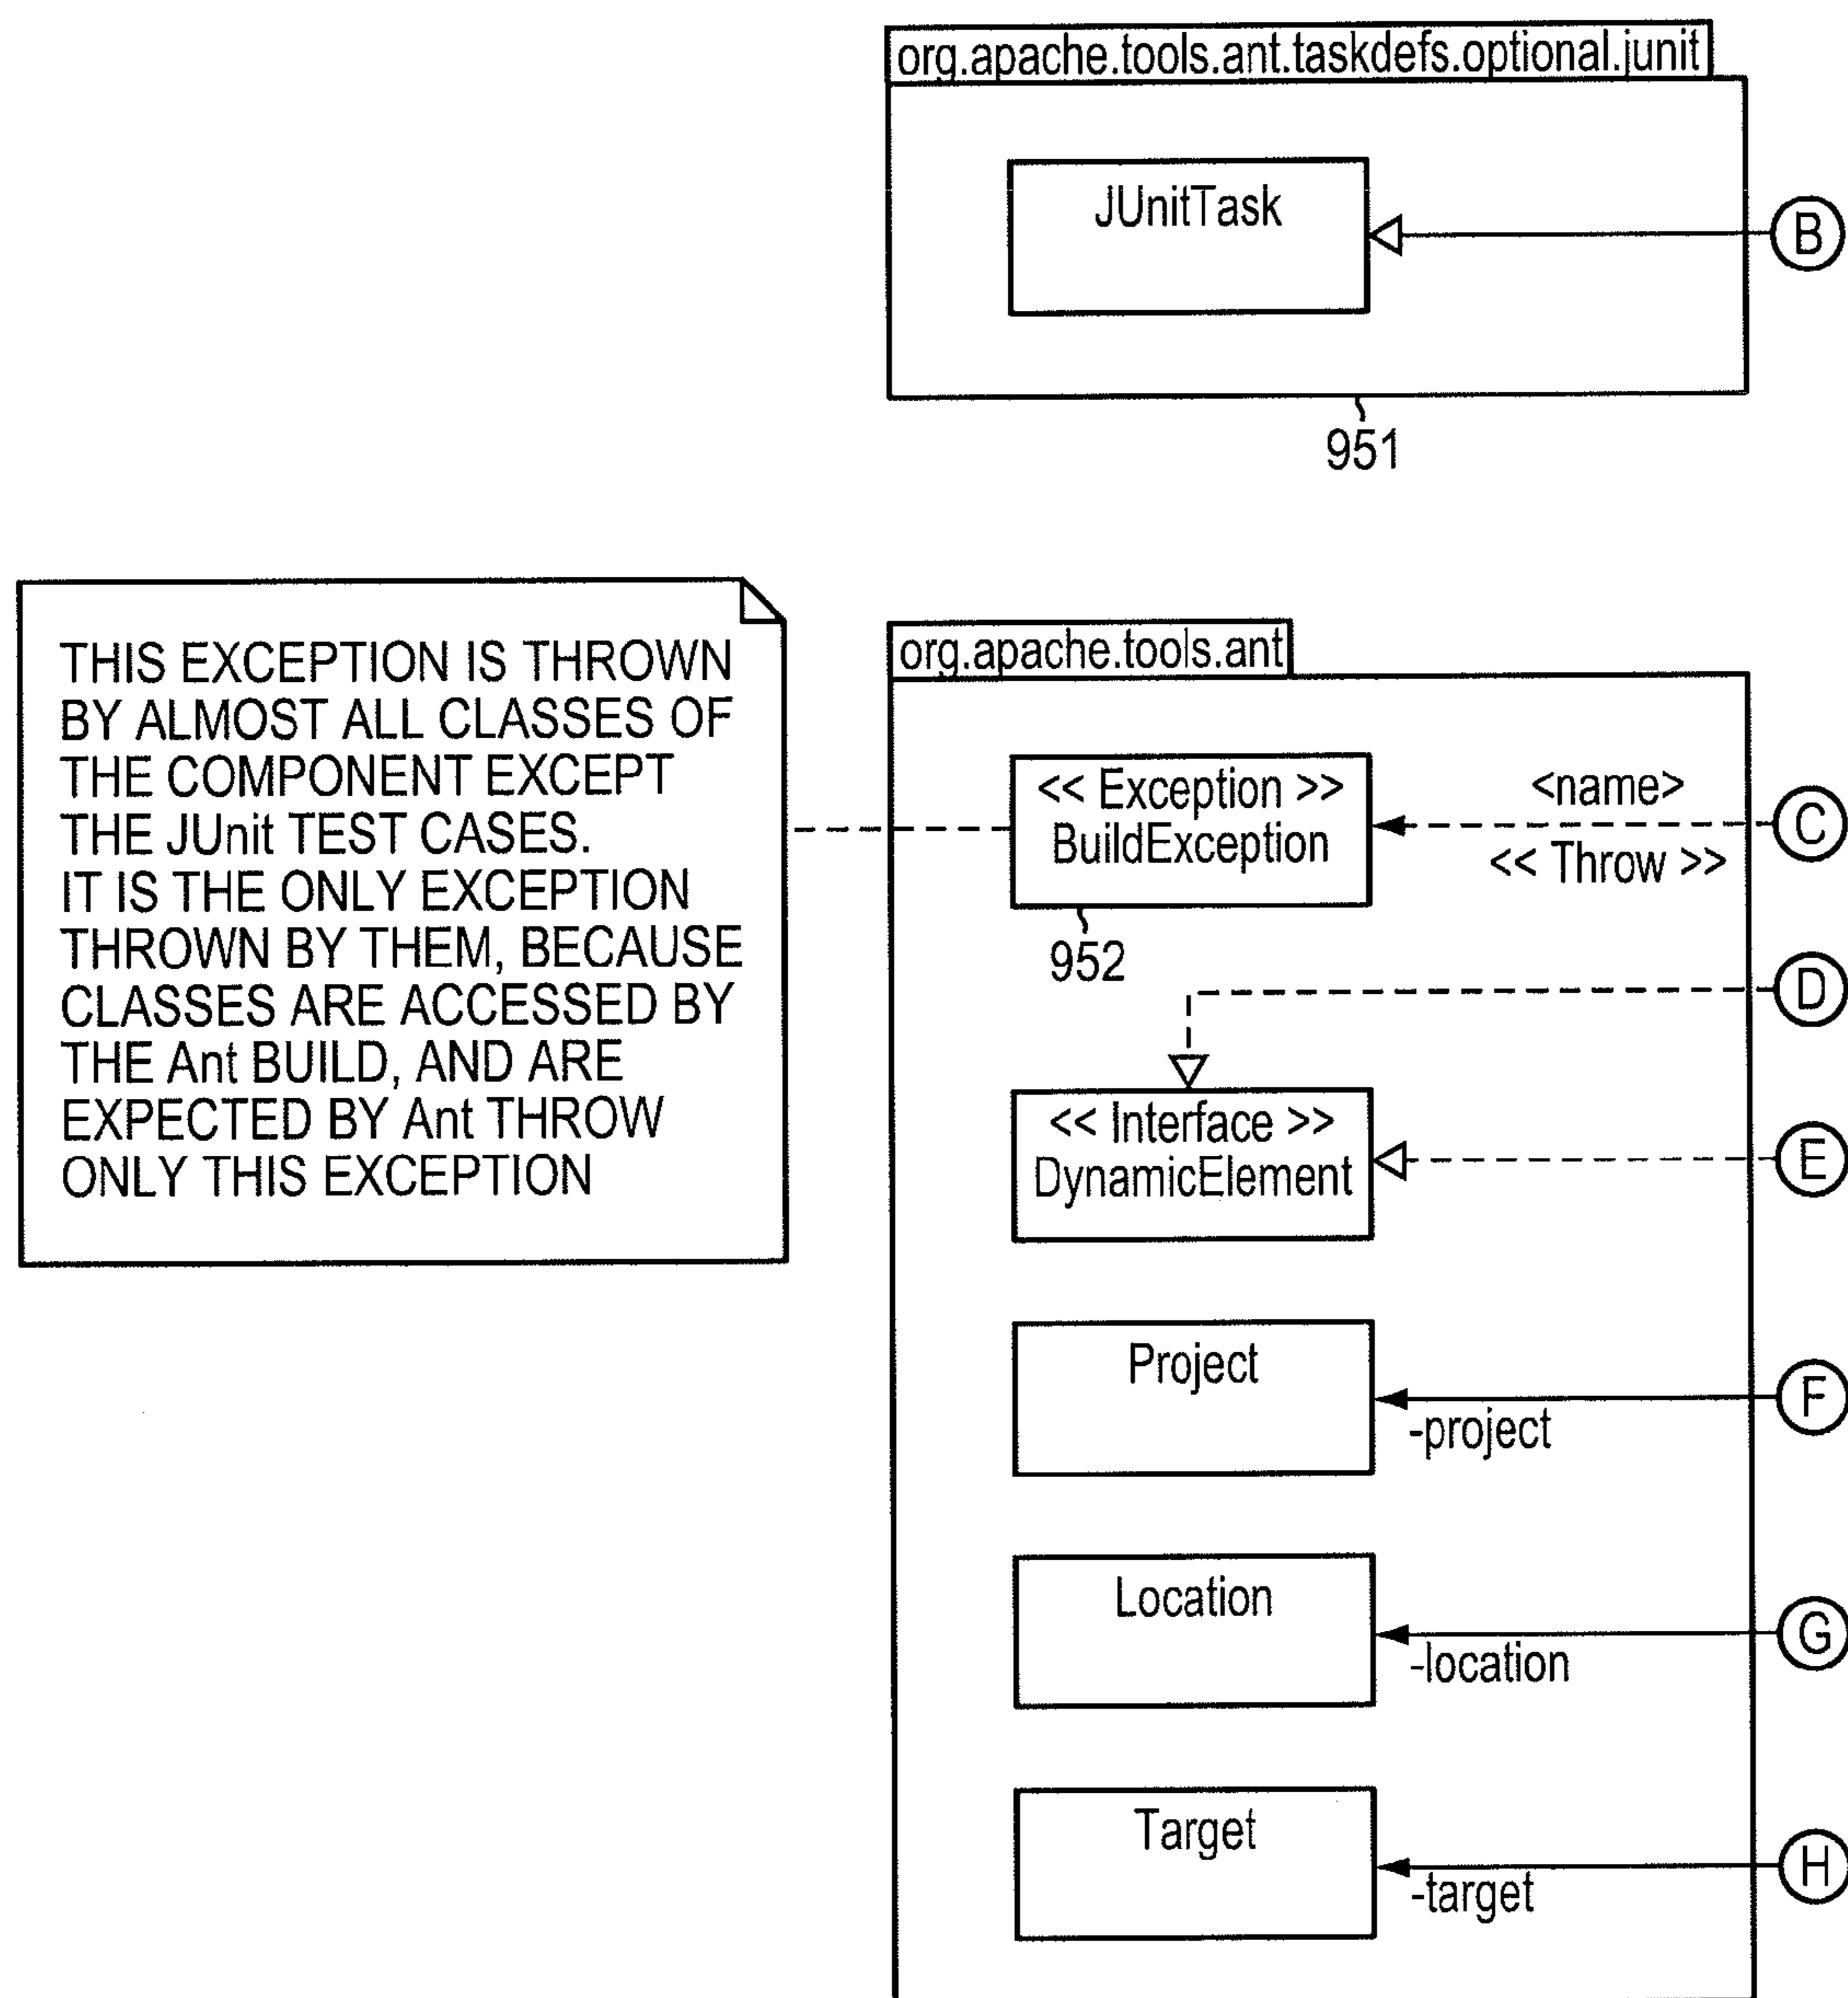 org.apache.tools.ant.taskdefs.optional.junit
JUnitTask
B
951
THIS EXCEPTION IS THROWN
BY ALMOST ALL CLASSES OF
THE COMPONENT EXCEPT
THE JUnit TEST CASES.
IT IS THE ONLY EXCEPTION
THROWN BY THEM, BECAUSE
CLASSES ARE ACCESSED BY
THE Ant BUILD, AND ARE
EXPECTED BY Ant THROW
ONLY THIS EXCEPTION
org.apache.tools.ant
<< Exception >>
BuildException
<name>
<< Throw >>
C
952
D
<< Interface >>
DynamicElement
E
Project
-project
F
Location
-location
G
Target
-target
H